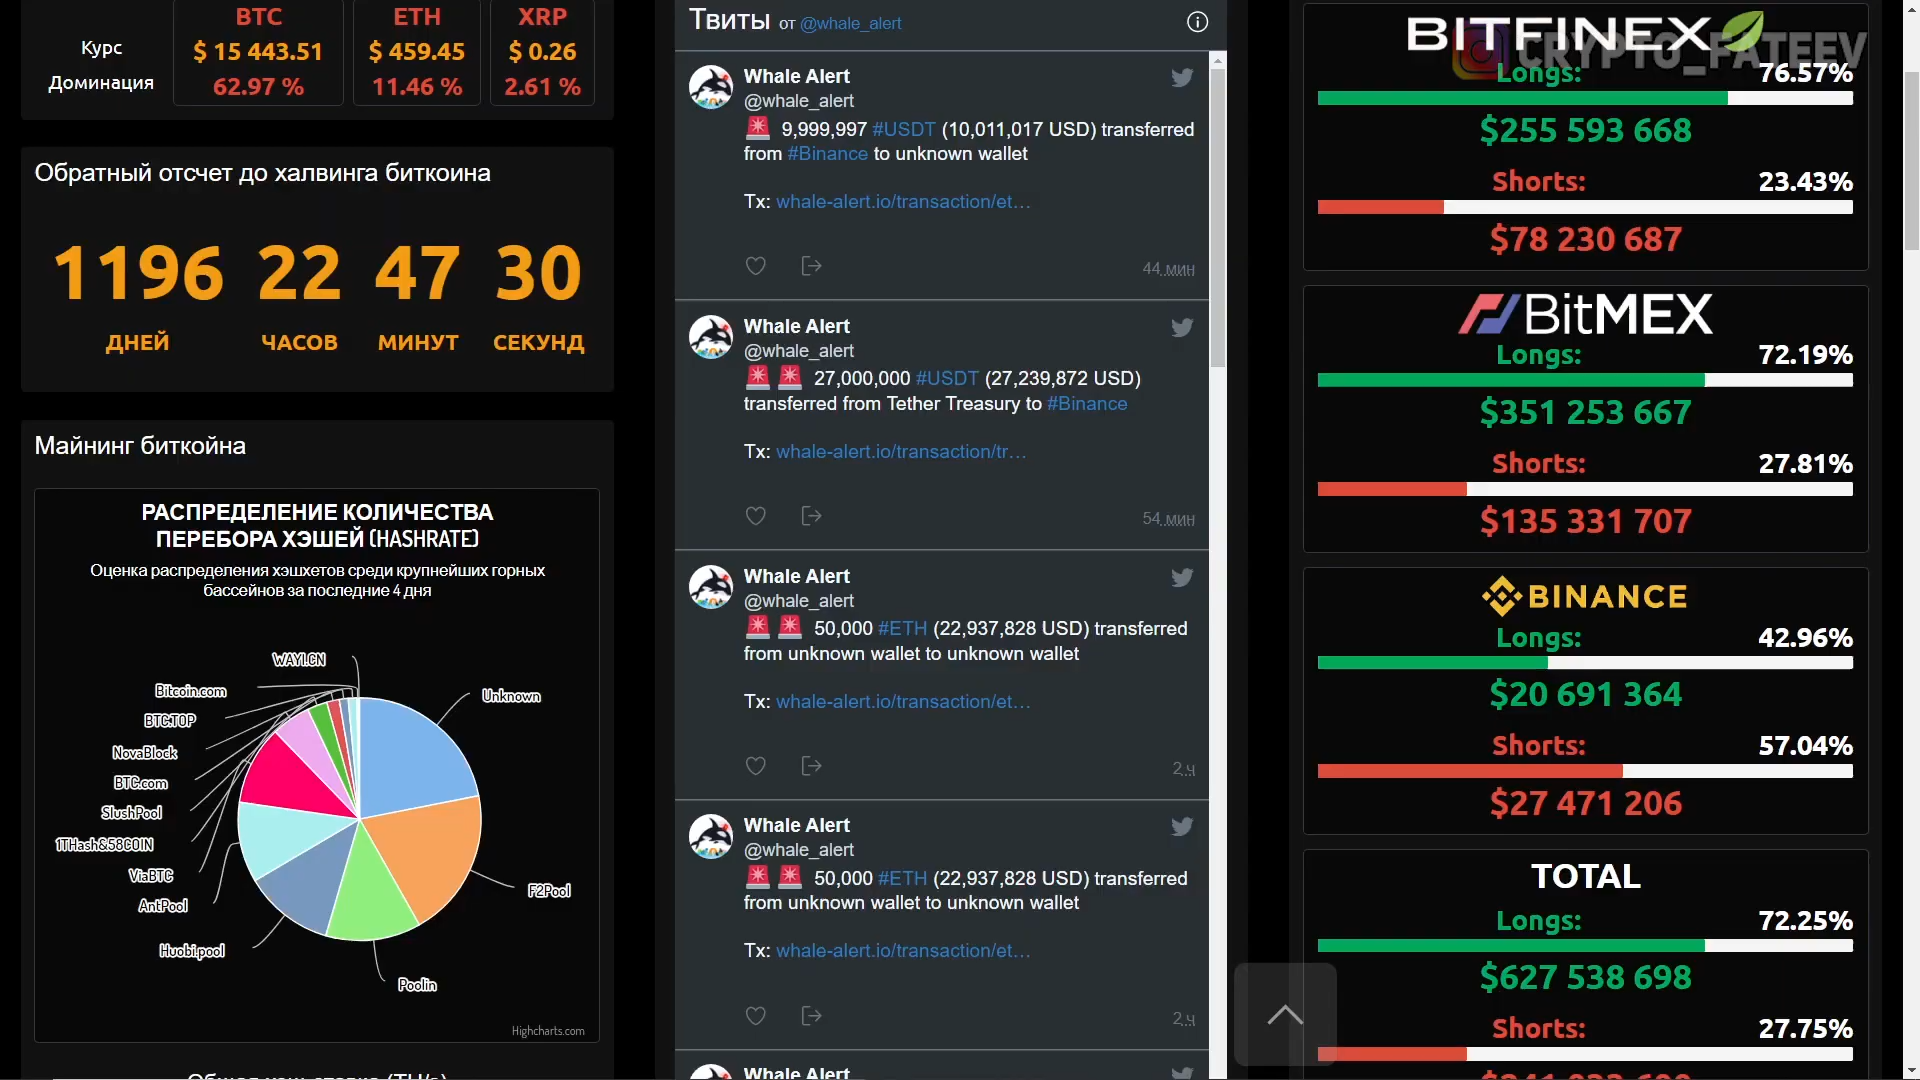 BTC
ETH
XRP
Курс
$ 15 443.51
$ 459.45
$ 0.26
Доминация
62.97 %
11.46 %
2.61 %
Обратный отсчет до халвинга биткоина
1196 22 47 30
ДНЕЙ ЧАСОВ МИНУТ СЕКУНД
Майнинг биткойна
РАСПРЕДЕЛЕНИЕ КОЛИЧЕСТВА
ПЕРЕБОРА ХЭШЕЙ (HASHRATE)
Оценка распределения хэшхетов среди крупнейших горных
бассейнов за последние 4 дня
WAYI.CN
Bitcoin.com
Unknown
BTC.TOP
NovaBlock
BTC.com
SlushPool
1THash&58COIN
ViaBTC
F2Pool
AntPool
Huobi.pool
Poolin
Highcharts.com
Твиты от @whale_alert
Whale Alert
@whale_alert
9,999,997 #USDT (10,011,017 USD) transferred
from #Binance to unknown wallet
Tx: whale-alert.io/transaction/et…
44 мин
Whale Alert
@whale_alert
27,000,000 #USDT (27,239,872 USD)
transferred from Tether Treasury to #Binance
Tx: whale-alert.io/transaction/tr…
54 мин
Whale Alert
@whale_alert
50,000 #ETH (22,937,828 USD) transferred
from unknown wallet to unknown wallet
Tx: whale-alert.io/transaction/et…
2 ч
Whale Alert
@whale_alert
50,000 #ETH (22,937,828 USD) transferred
from unknown wallet to unknown wallet
Tx: whale-alert.io/transaction/et…
2 ч
Whale Alert
BITFINEX
CRYPTO_FATEEV
Longs: 76.57%
$255 593 668
Shorts: 23.43%
$78 230 687
BitMEX
Longs: 72.19%
$351 253 667
Shorts: 27.81%
$135 331 707
BINANCE
Longs: 42.96%
$20 691 364
Shorts: 57.04%
$27 471 206
TOTAL
Longs: 72.25%
$627 538 698
Shorts: 27.75%